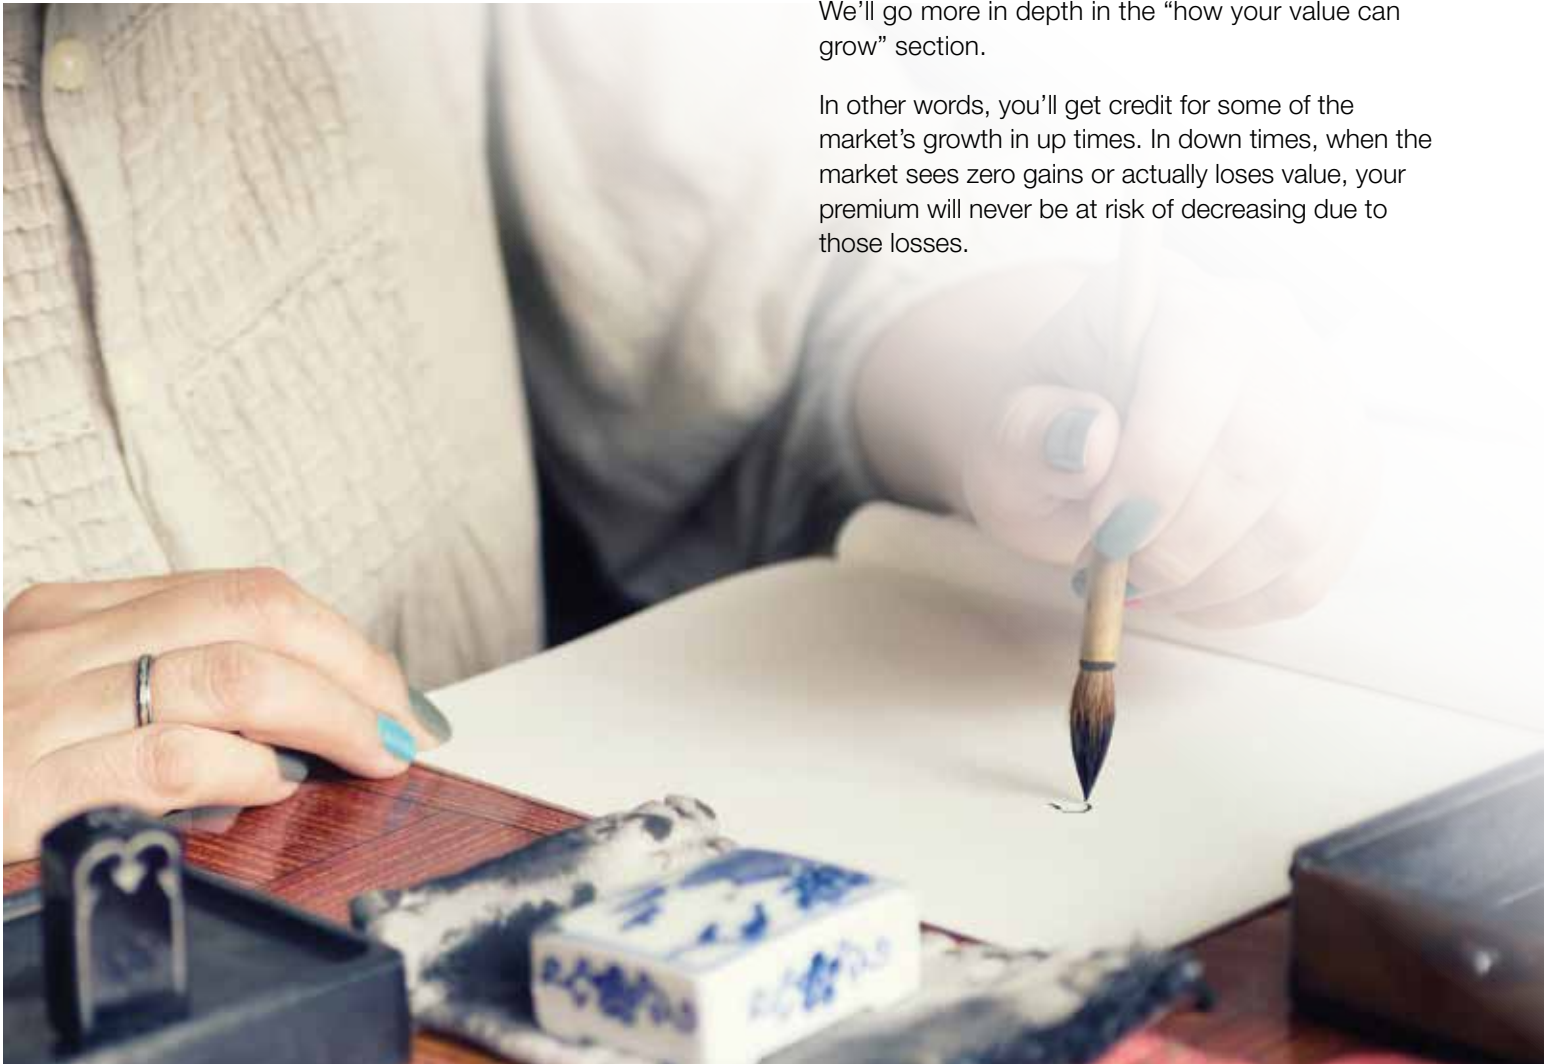 We’ll go more in depth in the “how your value can
grow” section.
In other words, you’ll get credit for some of the
market’s growth in up times. In down times, when the
market sees zero gains or actually loses value, your
premium will never be at risk of decreasing due to
those losses.